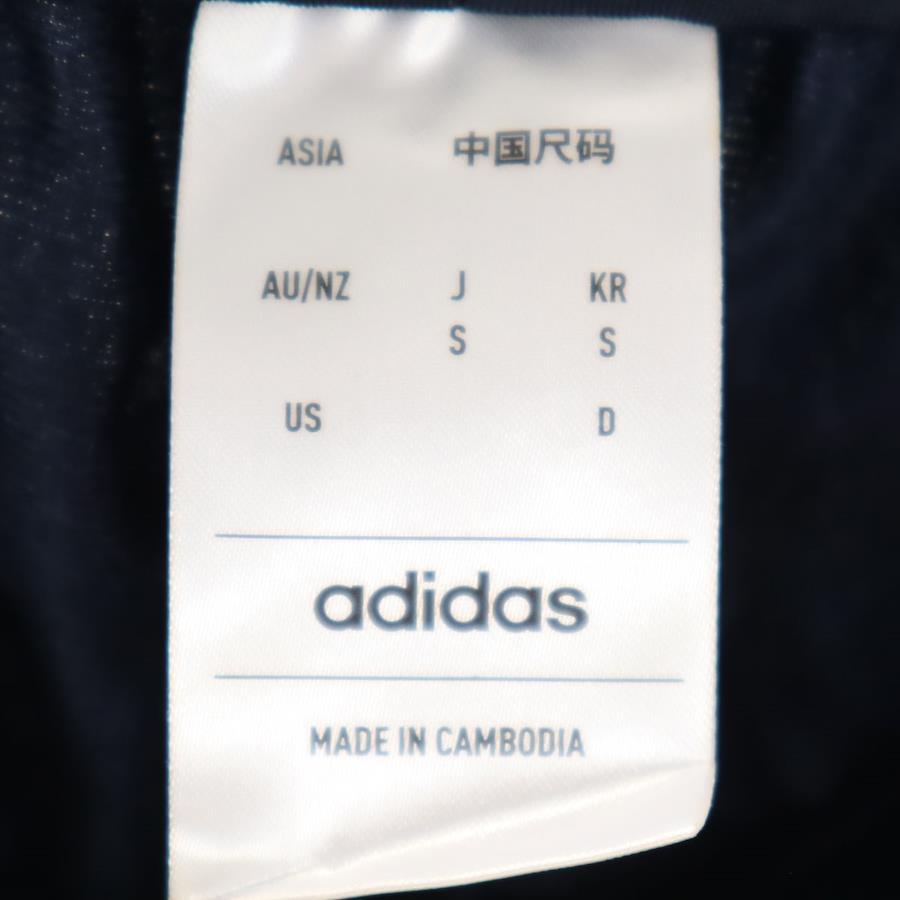 ASIA 中国尺码
AU/NZ J KR
S S
US D
adidas
MADE IN CAMBODIA